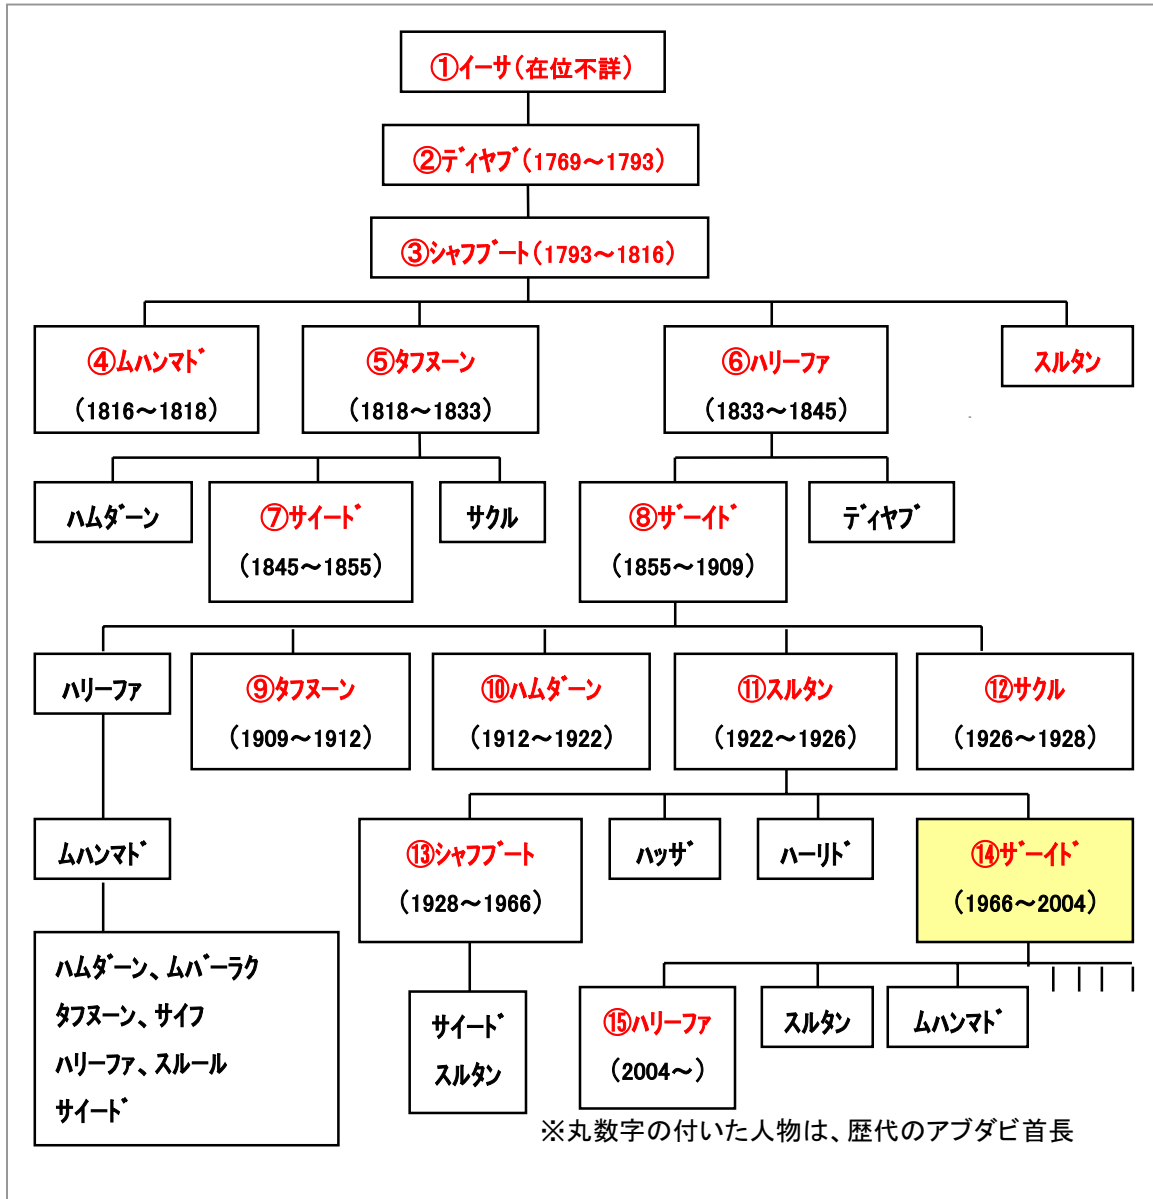 ①イーサ(在位不詳)
②ディヤブ(1769～1793)
③シャフブート(1793～1816)
④ムハンマド
(1816～1818)
⑤タフヌーン
(1818～1833)
⑥ハリーファ
(1833～1845)
スルタン
ハムダーン
⑦サイード
(1845～1855)
サクル
⑧ザーイド
(1855～1909)
ディヤブ
ハリーファ
⑨タフヌーン
(1909～1912)
⑩ハムダーン
(1912～1922)
⑪スルタン
(1922～1926)
⑫サクル
(1926～1928)
ムハンマド
⑬シャフブート
(1928～1966)
ハッザ
ハーリド
⑭ザーイド
(1966～2004)
ハムダーン、ムバーラク
タフヌーン、サイフ
ハリーファ、スルール
サイード
サイード
スルタン
⑮ハリーファ
(2004～)
スルタン
ムハンマド
※丸数字の付いた人物は、歴代のアブダビ首長